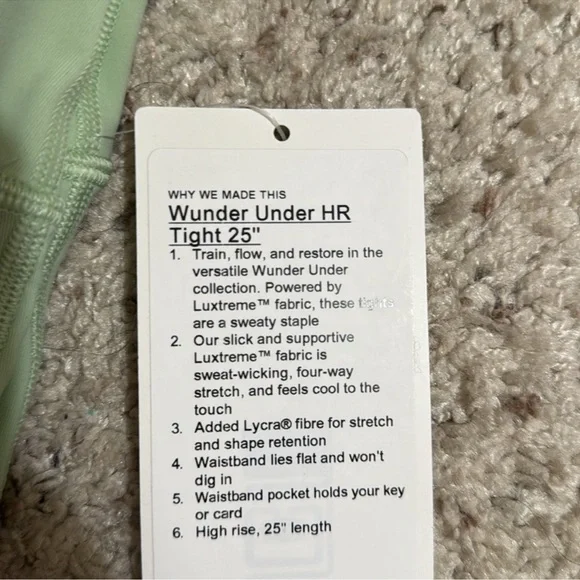 WHY WE MADE THIS
Wunder Under HR
Tight 25"
1. Train, flow, and restore in the
versatile Wunder Under
collection. Powered by
Luxtreme™ fabric, these tights
are a sweaty staple
2. Our slick and supportive
Luxtreme™ fabric is
sweat-wicking, four-way
stretch, and feels cool to the
touch
3. Added Lycra® fibre for stretch
and shape retention
4. Waistband lies flat and won't
dig in
5. Waistband pocket holds your key
or card
6. High rise, 25" length